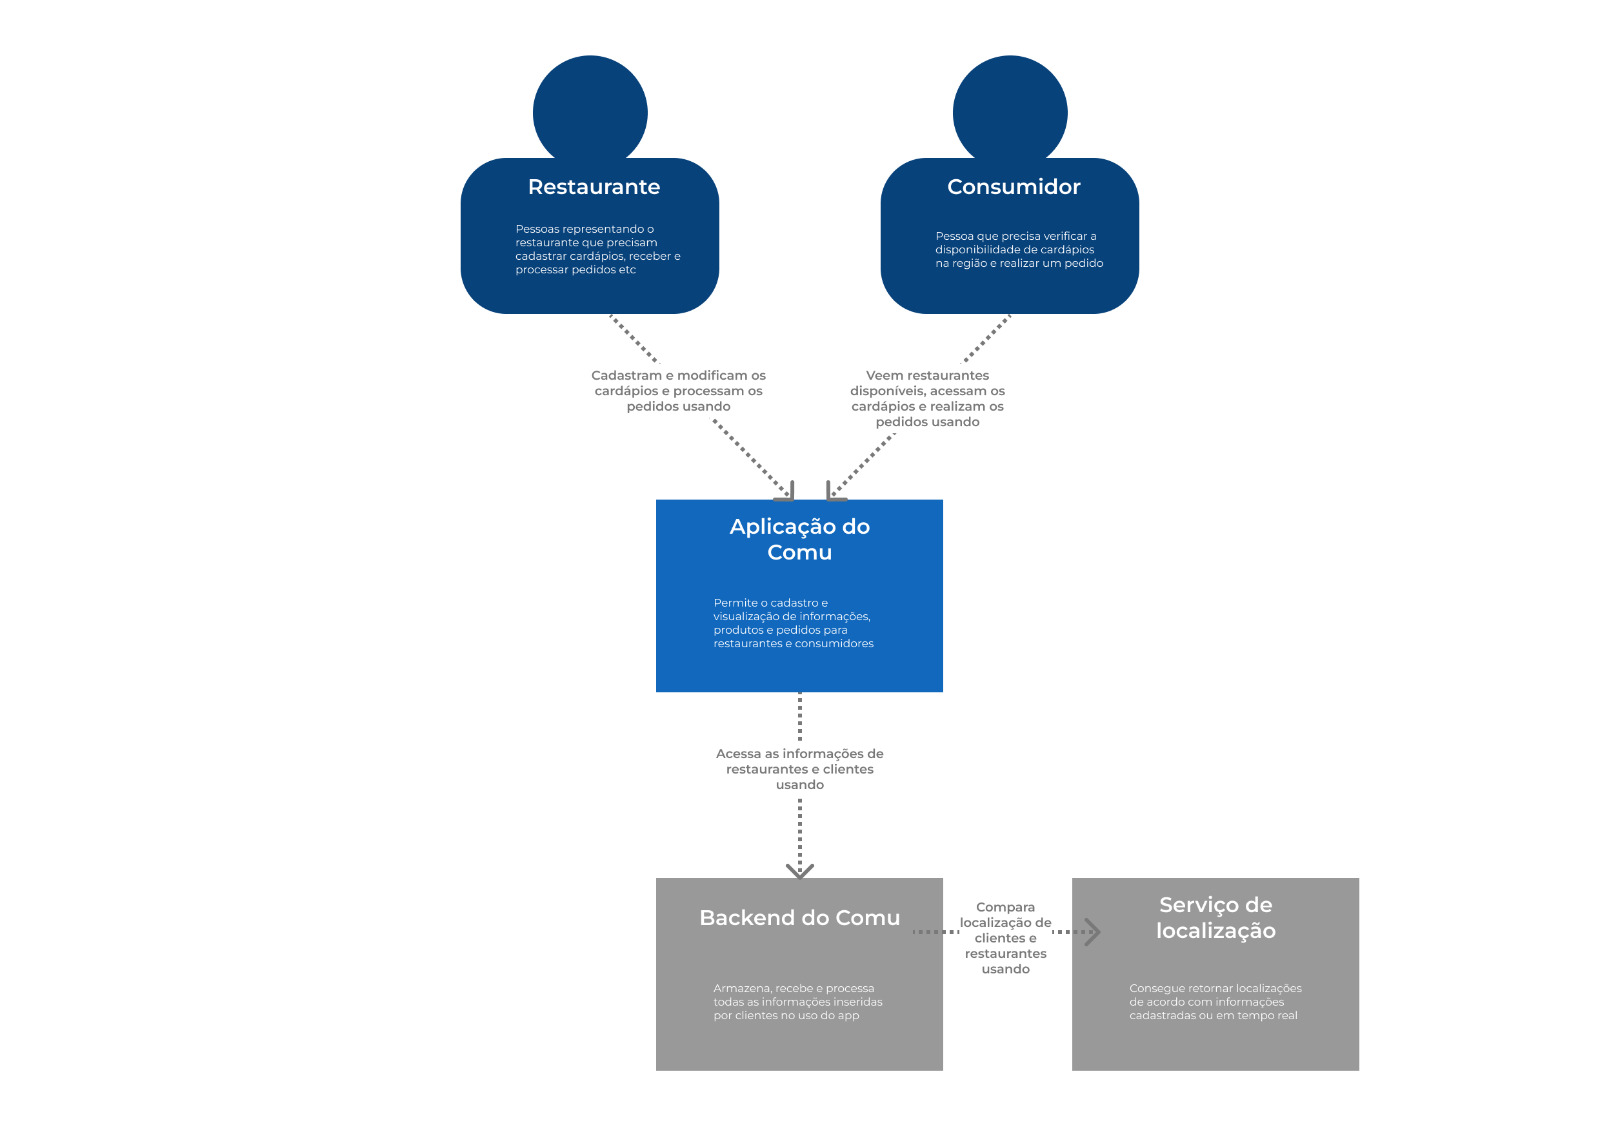 Restaurante
Pessoas representando o
restaurante que precisam
cadastrar cardápios, receber e
processar pedidos etc
Consumidor
Pessoa que precisa verificar a
disponibilidade de cardápios
na região e realizar um pedido
Cadastram e modificam os
cardápios e processam os
pedidos usando
Veem restaurantes
disponíveis, acessam os
cardápios e realizam os
pedidos usando
Aplicação do
Comu
Permite o cadastro e
visualização de informações,
produtos e pedidos para
restaurantes e consumidores
Acessa as informações de
restaurantes e clientes
usando
Backend do Comu
Armazena, recebe e processa
todas as informações inseridas
por clientes no uso do app
Compara
localização de
clientes e
restaurantes
usando
Serviço de
localização
Consegue retornar localizações
de acordo com informações
cadastradas ou em tempo real